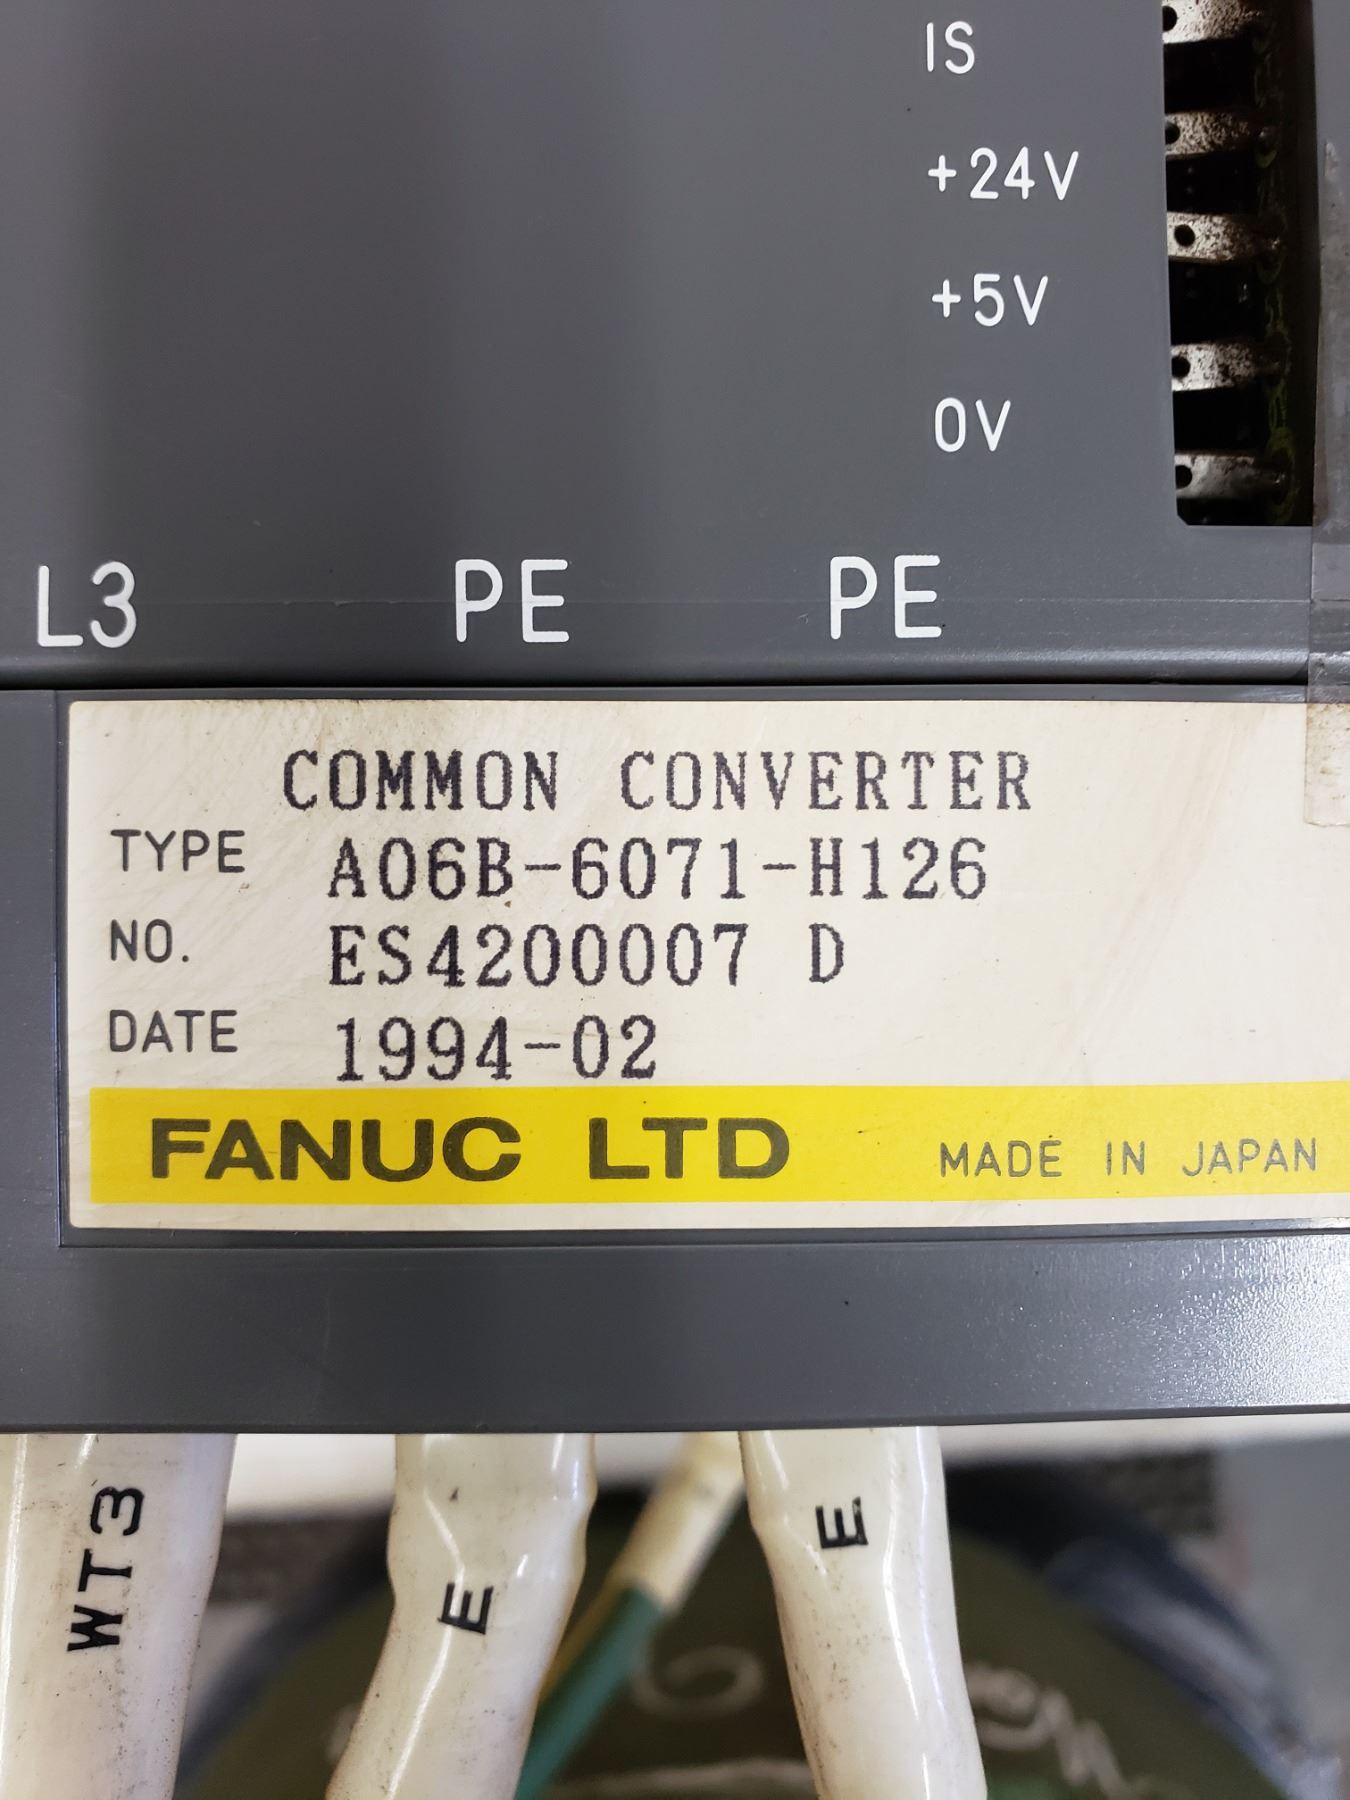 IS
+24V
+5V
0V
L3 PE PE
COMMON CONVERTER
TYPE A06B-6071-H126
NO. ES4200007 D
DATE 1994-02
FANUC LTD MADE IN JAPAN
WT3 E E